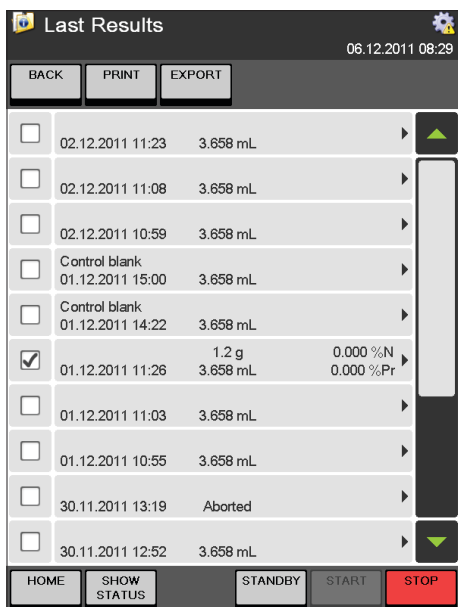 Last Results
06.12.2011 08:29
BACK PRINT EXPORT
02.12.2011 11:23 3.658 mL
02.12.2011 11:08 3.658 mL
02.12.2011 10:59 3.658 mL
Control blank
01.12.2011 15:00 3.658 mL
Control blank
01.12.2011 14:22 3.658 mL
1.2 g 0.000 %N
01.12.2011 11:26 3.658 mL 0.000 %Pr
01.12.2011 11:03 3.658 mL
01.12.2011 10:55 3.658 mL
30.11.2011 13:19 Aborted
30.11.2011 12:52 3.658 mL
HOME SHOW STANDBY START STOP
STATUS